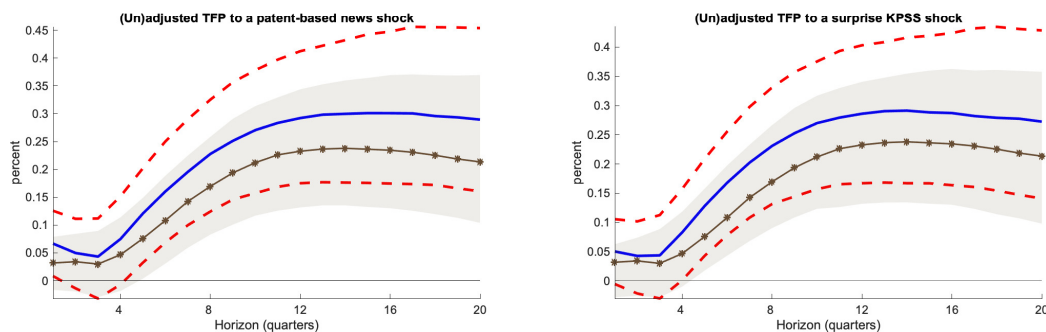 (Un)adjusted TFP to a patent-based news shock
0.45
0.4
0.35
0.3
0.25
0.2
0.15
0.1
0.05
0
percent
4 8 12 16 20
Horizon (quarters)
(Un)adjusted TFP to a surprise KPSS shock
0.4
0.35
0.3
0.25
0.2
0.15
0.1
0.05
0
percent
4 8 12 16 20
Horizon (quarters)